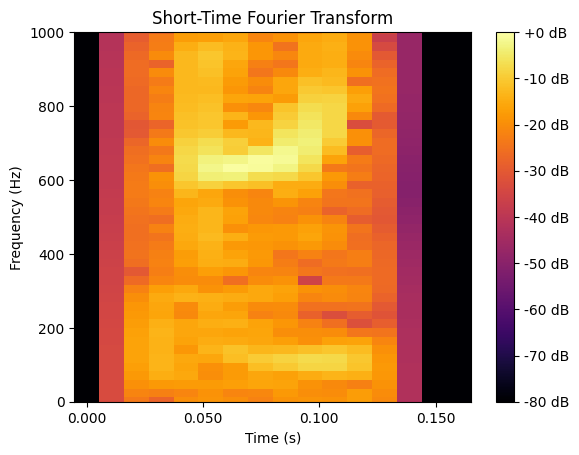 Short-Time Fourier Transform
Frequency (Hz)
1000
800
600
400
200
0
0.000
0.050
0.100
0.150
Time (s)
+0 dB
-10 dB
-20 dB
-30 dB
-40 dB
-50 dB
-60 dB
-70 dB
-80 dB